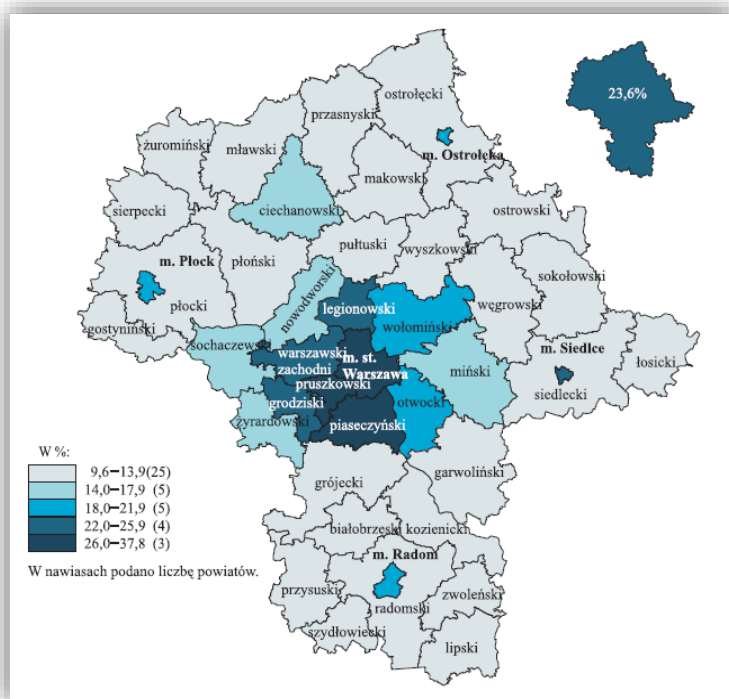 ostrołęcki
23,6%
przasnyski
żuromiński
mławski
m. Ostrołęka
makowski
sierpecki
ciechanowski
ostrowski
pułtuski
wyszkowski
m. Płock
płoński
sokołowski
nowodworski
węgrowski
płocki
legionowski
gostyniński
wołomiński
sochaczewski
warszawski
zachodni
m. st.
Warszawa
m. Siedlce
łosicki
miński
pruszkowski
siedlecki
grodziski
otwocki
żyrardowski
piaseczyński
W %:
9,6–13,9(25)
14,0–17,9 (5)
18,0–21,9 (5)
22,0–25,9 (4)
26,0–37,8 (3)
W nawiasach podano liczbę powiatów.
garwoliński
grójecki
białobrzeski
kozienicki
m. Radom
przysuski
zwoleński
radomski
szydłowiecki
lipski